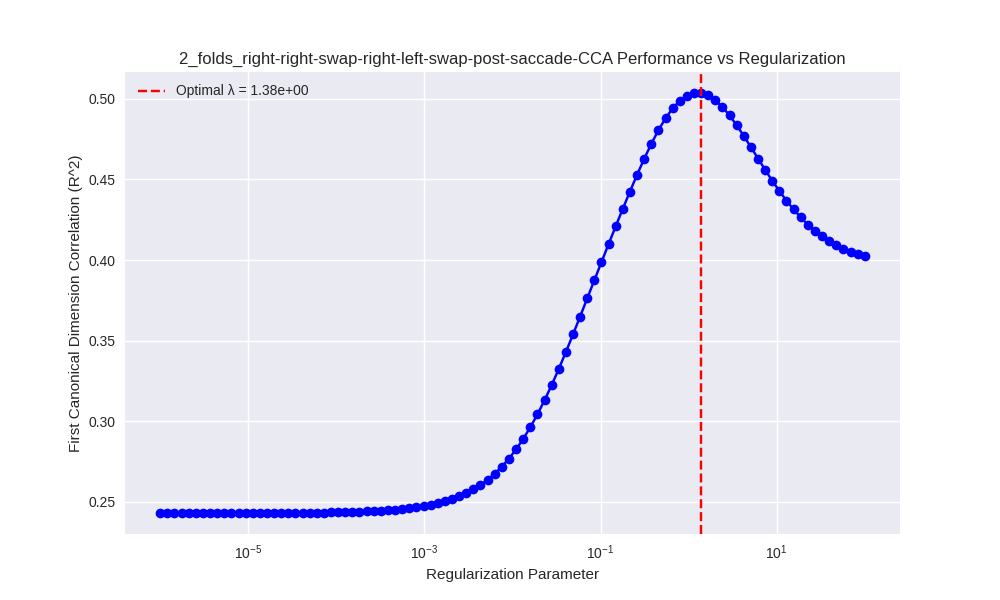 2_folds_right-right-swap-right-left-swap-post-saccade-CCA Performance vs Regularization
Optimal λ = 1.38e+00
First Canonical Dimension Correlation (R^2)
0.50
0.45
0.40
0.35
0.30
0.25
10⁻⁵
10⁻³
10⁻¹
10¹
Regularization Parameter